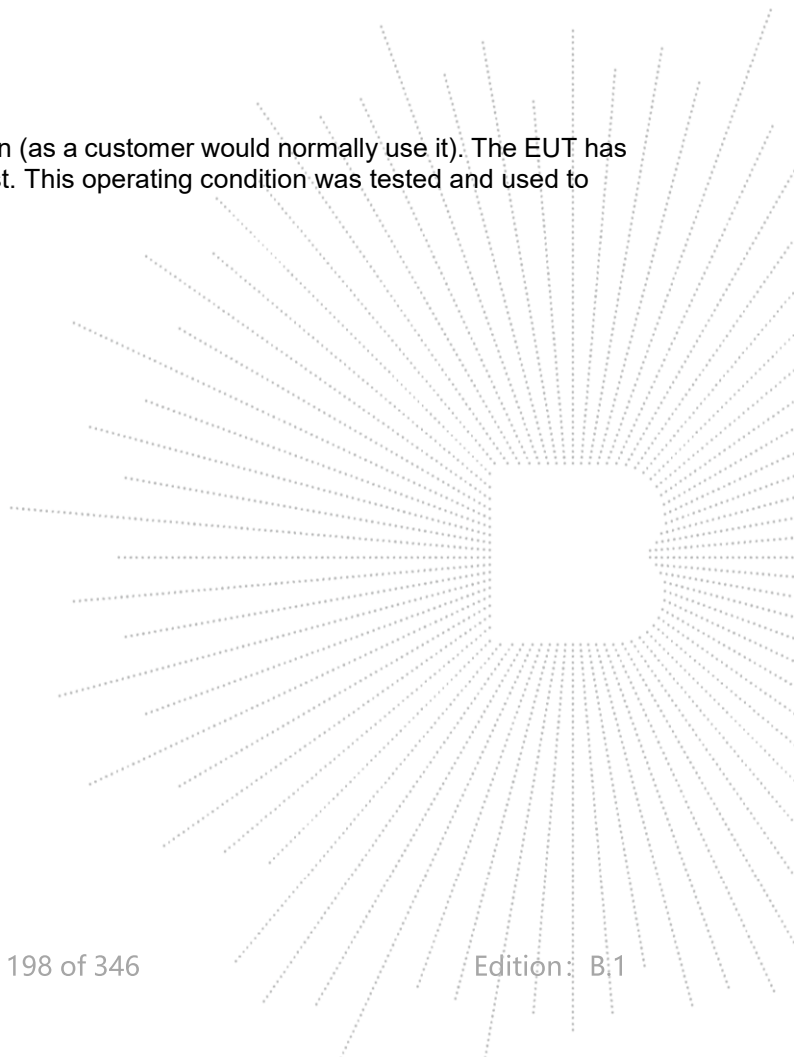 n (as a customer would normally use it). The EUT has
t. This operating condition was tested and used to
198 of 346 Edition： B.1